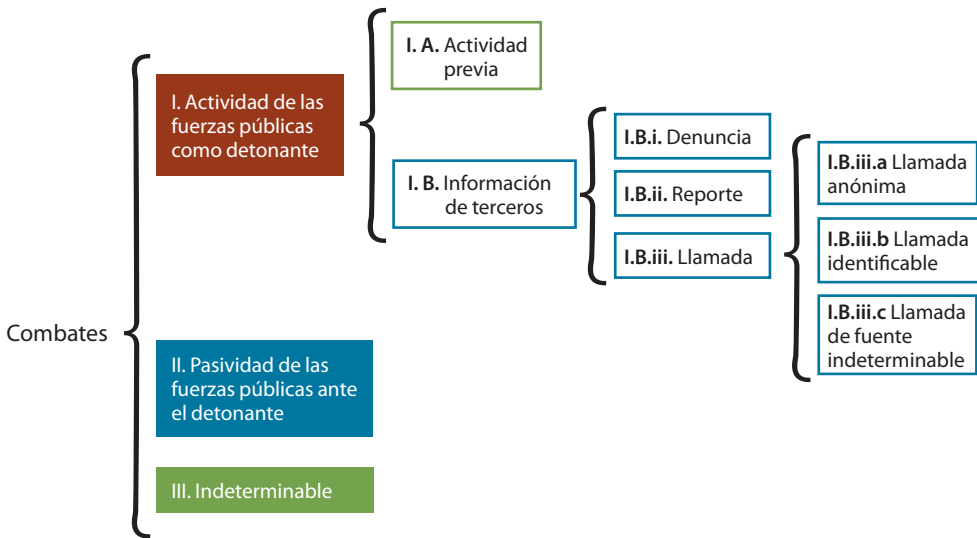 Combates
I. Actividad de las
fuerzas públicas
como detonante
I. A. Actividad
previa
I. B. Información
de terceros
I.B.i. Denuncia
I.B.ii. Reporte
I.B.iii. Llamada
I.B.iii.a Llamada
anónima
I.B.iii.b Llamada
identificable
I.B.iii.c Llamada
de fuente
indeterminable
II. Pasividad de las
fuerzas públicas ante
el detonante
III. Indeterminable